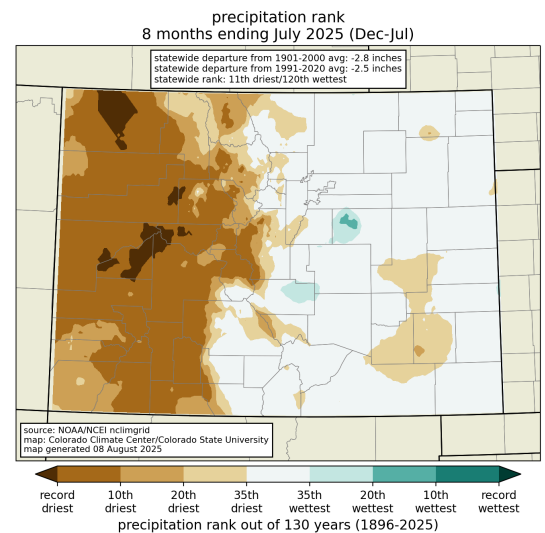 precipitation rank
8 months ending July 2025 (Dec-Jul)
statewide departure from 1901-2000 avg: -2.8 inches
statewide departure from 1991-2020 avg: -2.5 inches
statewide rank: 11th driest/120th wettest
source: NOAA/NCEI nclimgrid
map: Colorado Climate Center/Colorado State University
map generated 08 August 2025
record 10th 20th 35th 35th 20th 10th record
driest driest driest driest wettest wettest wettest wettest
precipitation rank out of 130 years (1896-2025)